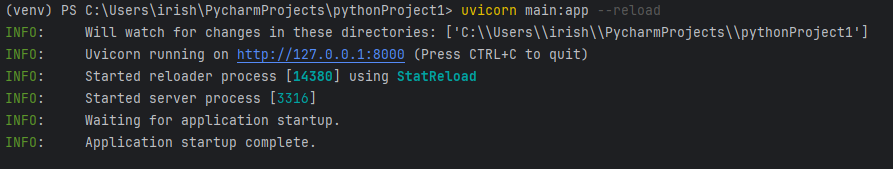 (venv) PS C:\Users\irish\PycharmProjects\pythonProject1> uvicorn main:app --reload
INFO:     Will watch for changes in these directories: ['C:\\Users\\irish\\PycharmProjects\\pythonProject1']
INFO:     Uvicorn running on http://127.0.0.1:8000 (Press CTRL+C to quit)
INFO:     Started reloader process [14380] using StatReload
INFO:     Started server process [3316]
INFO:     Waiting for application startup.
INFO:     Application startup complete.